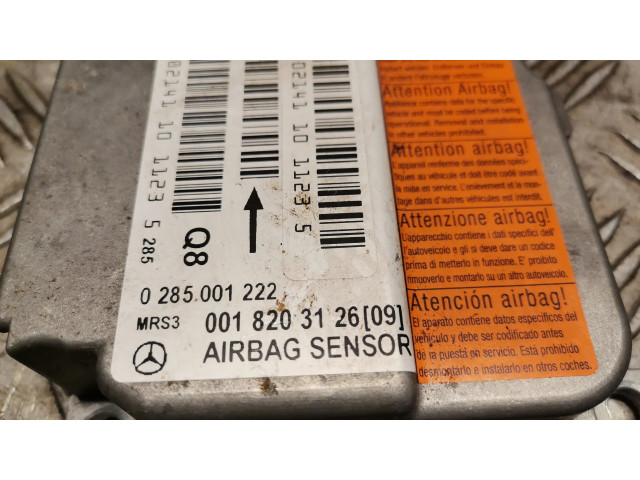 02141 10 1123 5 285
Q8
02141 10 1123 5
0 285 001 222
MRS3 001 820 31 26 [09]
AIRBAG SENSOR
Attention Airbag!
Attention airbag!
L'appareil renferme des données spéci-
fiques au véhicule et doit être codé avant
la mise en service. L'enlèvement et le mon-
tage dans d'autres véhicules est interdit.
Attenzione airbag!
L'apparecchio contiene i dati specifici dell'
autoveicolo e gli si deve dare un codice
prima di metterlo in funzione. E' proibito
rimuoverlo e montarlo su un altro autoveicolo.
Atención airbag!
El aparato contiene datos específicos del
vehículo y debe ser codificado antes
de la puesta en servicio. Está prohibido
desmontarlo e instalarlo en otros coches.